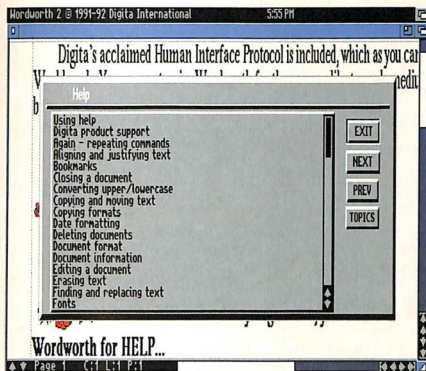 Wordworth 2 © 1991-92 Digita International 5:55 PM
Digita's acclaimed Human Interface Protocol is included, which as you can
Help
Using help
Digita product support
Again - repeating commands
Aligning and justifying text
Bookmarks
Closing a document
Converting upper/lowercase
Copying and moving text
Copying formats
Date formatting
Deleting documents
Document format
Document information
Editing a document
Erasing text
Finding and replacing text
Fonts
EXIT
NEXT
PREV
TOPICS
Wordworth for HELP...
Page 1 C:1 L:1 P:1